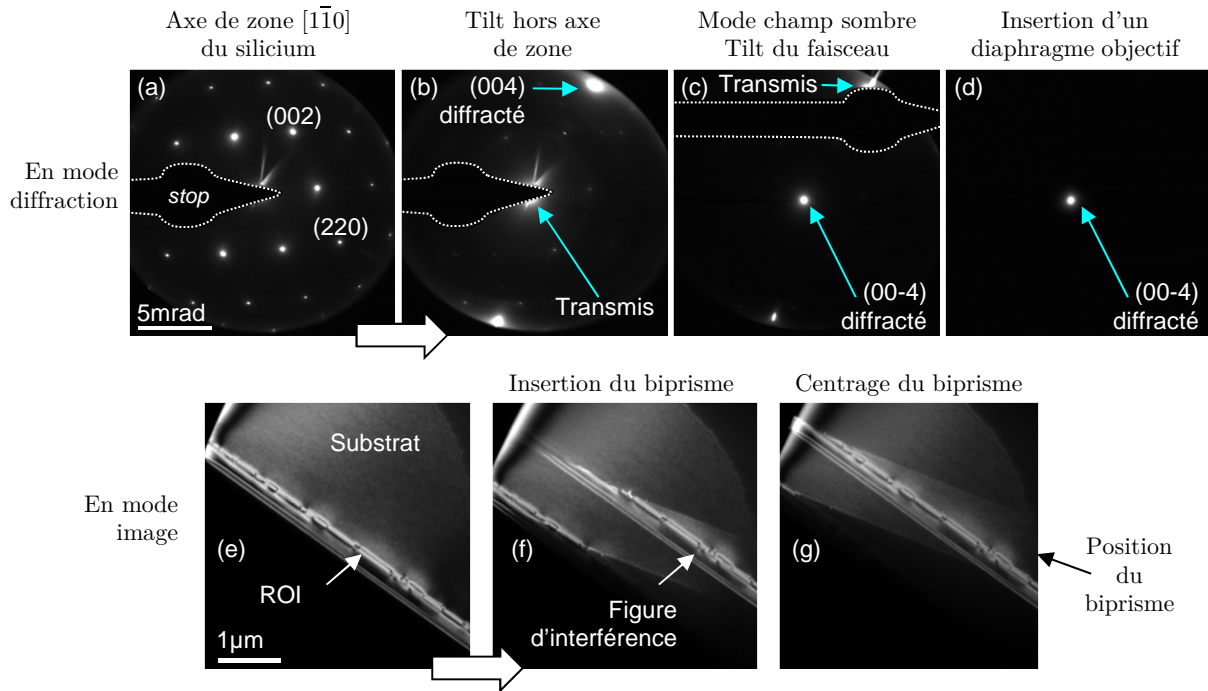 Axe de zone [11̅0]
du silicium
Tilt hors axe
de zone
Mode champ sombre
Tilt du faisceau
Insertion d'un
diaphragme objectif
En mode
diffraction
(a)
(002)
stop
(220)
5mrad
(b)
(004)
diffracté
Transmis
(c)
Transmis
(00-4)
diffracté
(d)
(00-4)
diffracté
Insertion du biprisme
Centrage du biprisme
En mode
image
Substrat
(e)
ROI
1µm
(f)
Figure
d'interférence
(g)
Position
du
biprisme